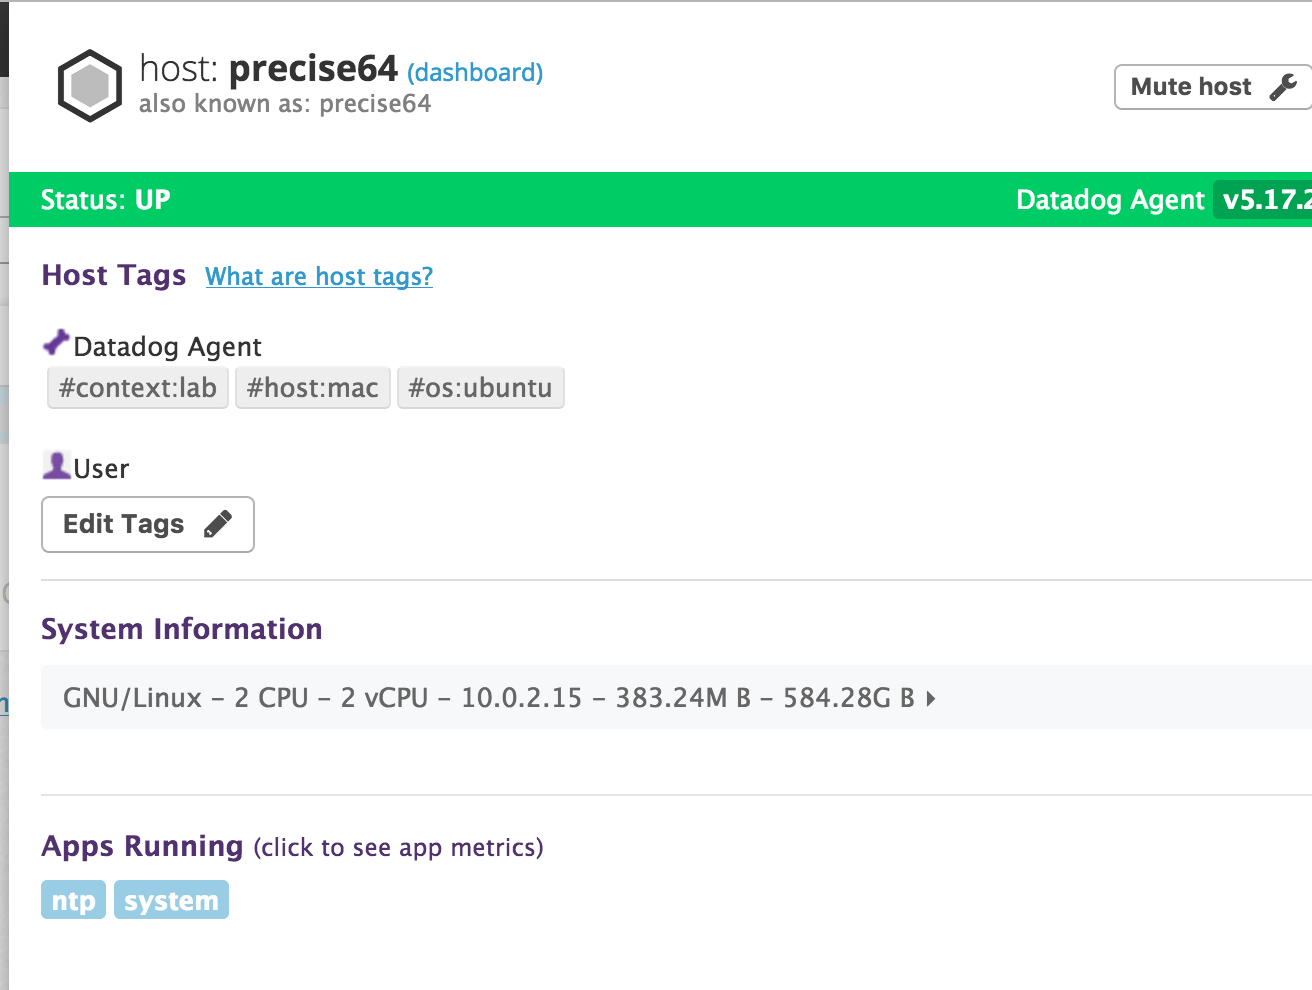 host: precise64 (dashboard)
also known as: precise64
Mute host
Status: UP
Datadog Agent v5.17.2
Host Tags What are host tags?
Datadog Agent
#context:lab #host:mac #os:ubuntu
User
Edit Tags
System Information
GNU/Linux – 2 CPU – 2 vCPU – 10.0.2.15 – 383.24M B – 584.28G B
Apps Running (click to see app metrics)
ntp system